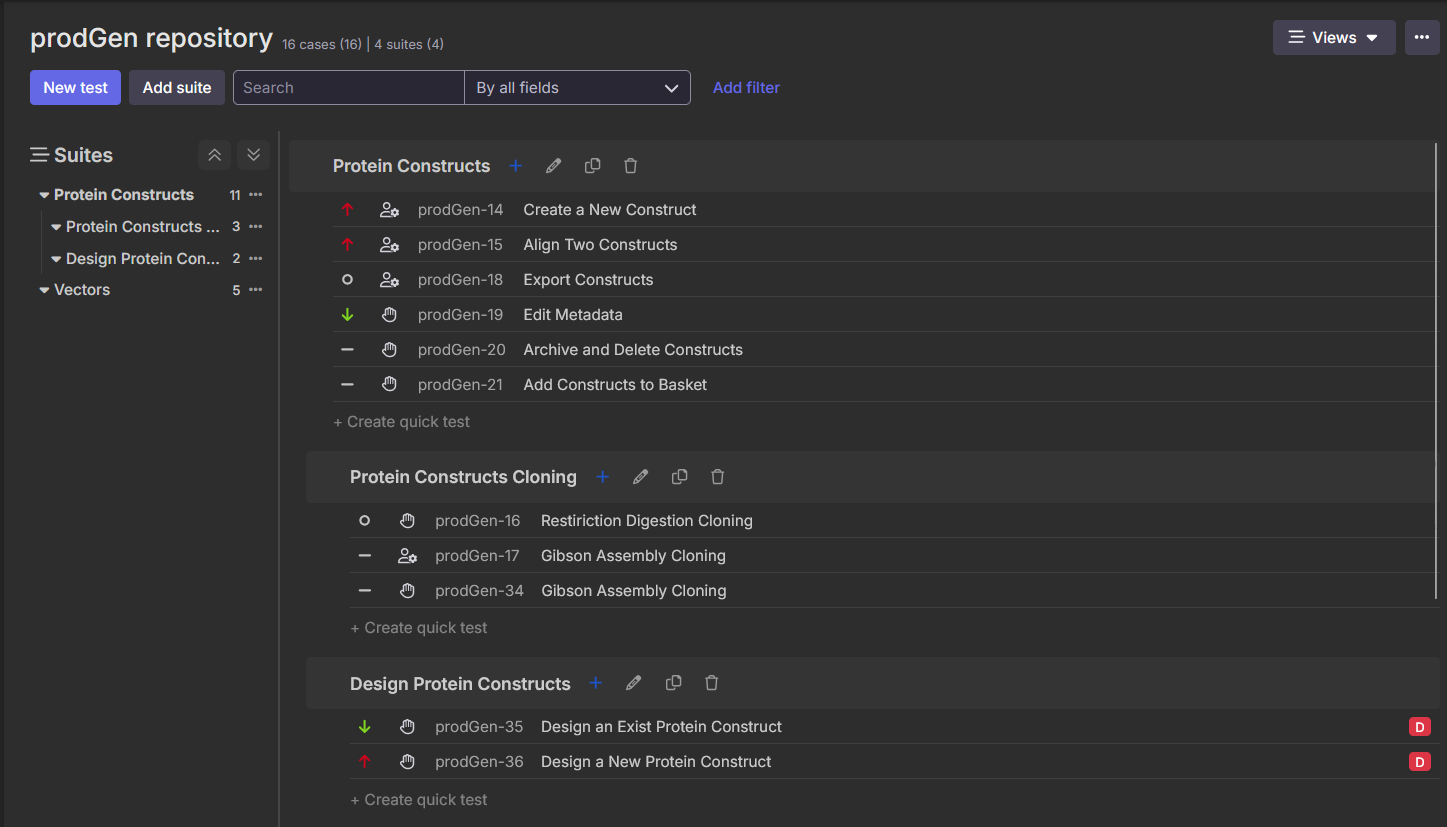 prodGen repository 16 cases (16) | 4 suites (4)
Views
New test Add suite Search By all fields Add filter
Suites
Protein Constructs 11
Protein Constructs ... 3
Design Protein Con... 2
Vectors 5
Protein Constructs
prodGen-14 Create a New Construct
prodGen-15 Align Two Constructs
prodGen-18 Export Constructs
prodGen-19 Edit Metadata
prodGen-20 Archive and Delete Constructs
prodGen-21 Add Constructs to Basket
+ Create quick test
Protein Constructs Cloning
prodGen-16 Restiriction Digestion Cloning
prodGen-17 Gibson Assembly Cloning
prodGen-34 Gibson Assembly Cloning
+ Create quick test
Design Protein Constructs
prodGen-35 Design an Exist Protein Construct D
prodGen-36 Design a New Protein Construct D
+ Create quick test